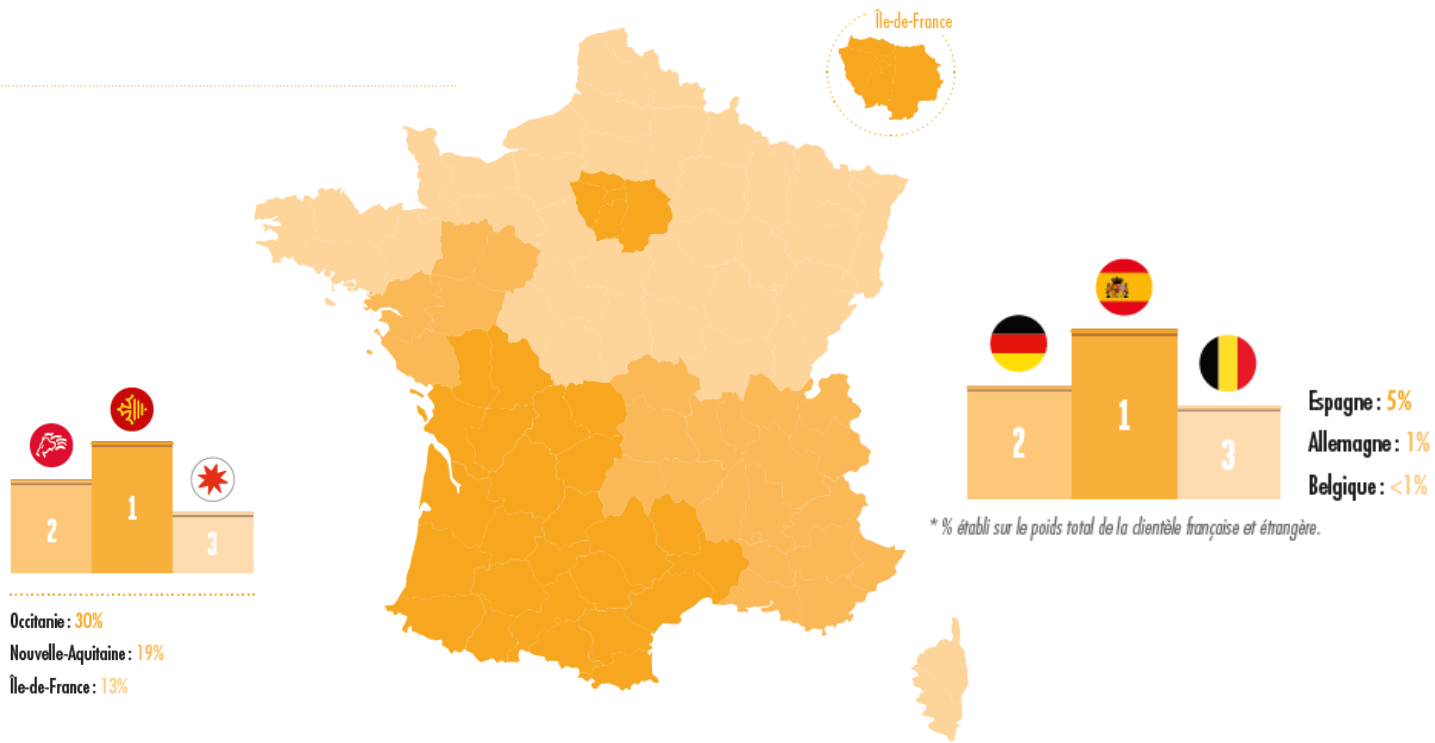 Île-de-France
2
1
3
Occitanie : 30%
Nouvelle-Aquitaine : 19%
Île-de-France : 13%
2
1
3
Espagne : 5%
Allemagne : 1%
Belgique : <1%
* % établi sur le poids total de la clientèle française et étrangère.